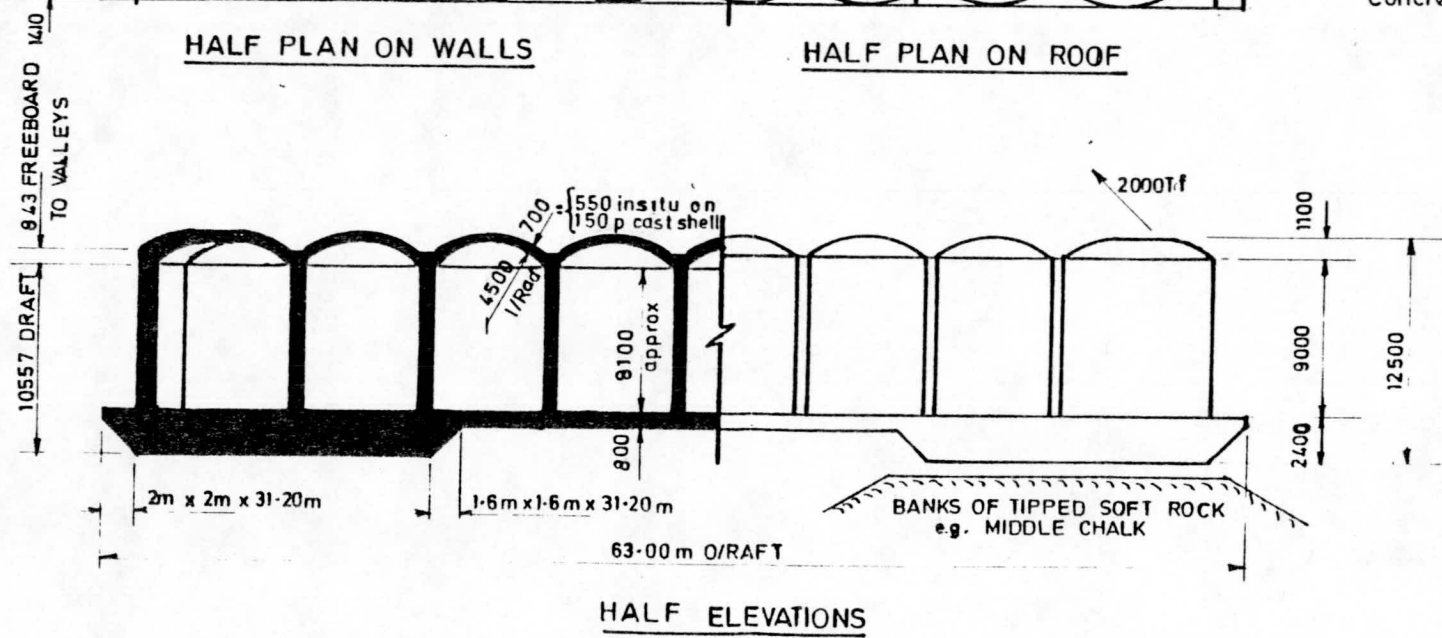 concre
HALF PLAN ON WALLS
HALF PLAN ON ROOF
1410
843 FREEBOARD
TO VALLEYS
10557 DRAFT
700 = {550 insitu on
150 p cast shell
4500
I/Rad
2000Tf
8100
approx
800
1100
9000
2400
12500
2m x 2m x 31·20m
1·6m x 1·6m x 31·20m
BANKS OF TIPPED SOFT ROCK
e.g. MIDDLE CHALK
63·00m O/RAFT
HALF ELEVATIONS